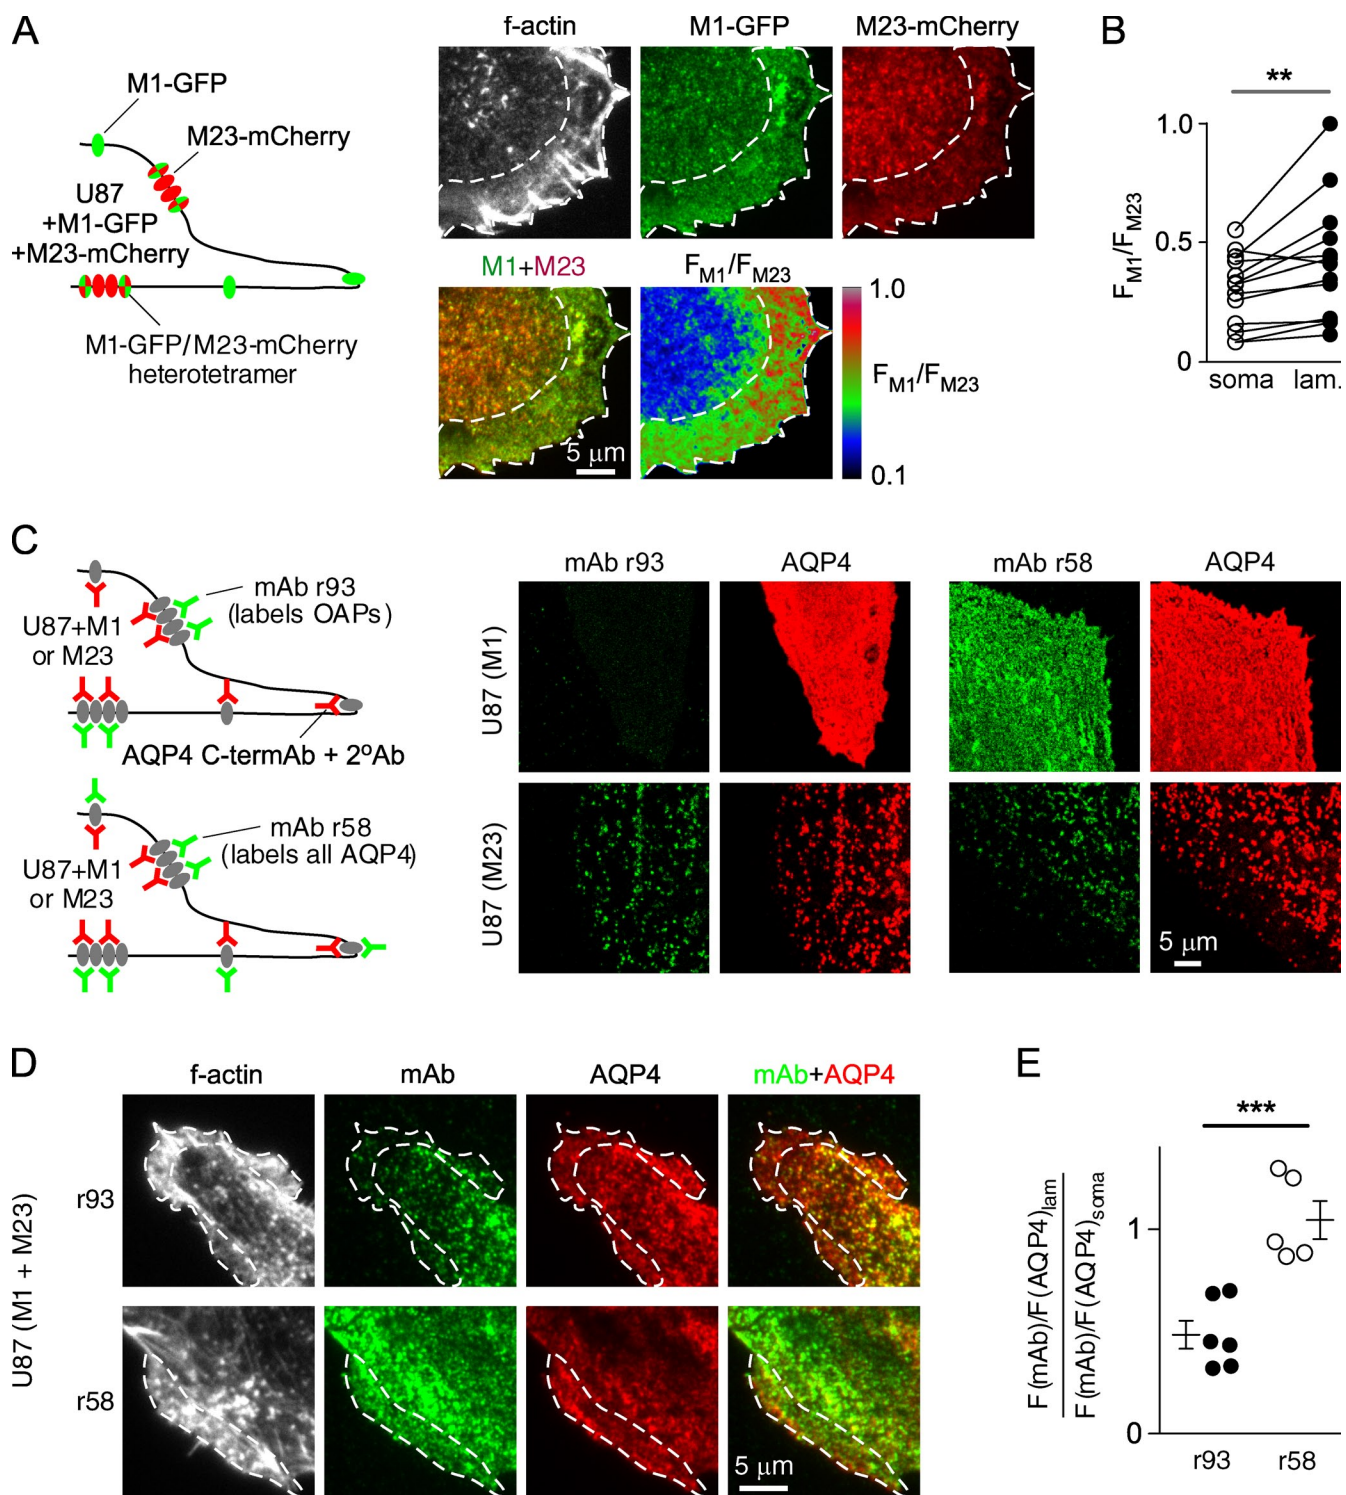 A
M1-GFP
M23-mCherry
U87
+M1-GFP
+M23-mCherry
M1-GFP/M23-mCherry
heterotetramer
f-actin
M1-GFP
M23-mCherry
M1+M23
FM1/FM23
5 μm
1.0
FM1/FM23
0.1
B
**
1.0
0.5
0
FM1/FM23
soma
lam.
C
mAb r93
(labels OAPs)
U87+M1
or M23
AQP4 C-termAb + 2ºAb
mAb r58
(labels all AQP4)
U87+M1
or M23
mAb r93
AQP4
mAb r58
AQP4
U87 (M1)
U87 (M23)
5 μm
D
f-actin
mAb
AQP4
mAb+AQP4
U87 (M1 + M23)
r93
r58
5 μm
E
***
F(mAb)/F(AQP4)lam
F(mAb)/F(AQP4)soma
1
0
r93
r58